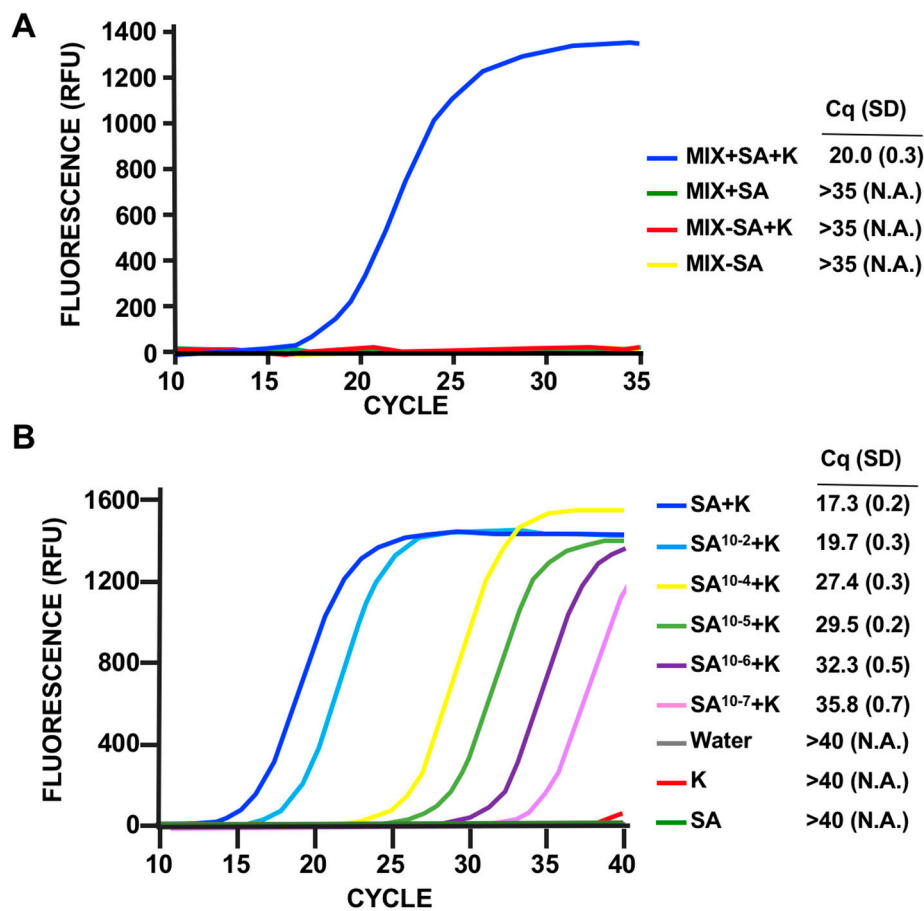 A
FLUORESCENCE (RFU)
1400
1200
1000
800
600
400
200
0
10 15 20 25 30 35
CYCLE
Cq (SD)
MIX+SA+K 20.0 (0.3)
MIX+SA >35 (N.A.)
MIX-SA+K >35 (N.A.)
MIX-SA >35 (N.A.)
B
FLUORESCENCE (RFU)
1600
1200
800
400
0
10 15 20 25 30 35 40
CYCLE
Cq (SD)
SA+K 17.3 (0.2)
SA10-2+K 19.7 (0.3)
SA10-4+K 27.4 (0.3)
SA10-5+K 29.5 (0.2)
SA10-6+K 32.3 (0.5)
SA10-7+K 35.8 (0.7)
Water >40 (N.A.)
K >40 (N.A.)
SA >40 (N.A.)